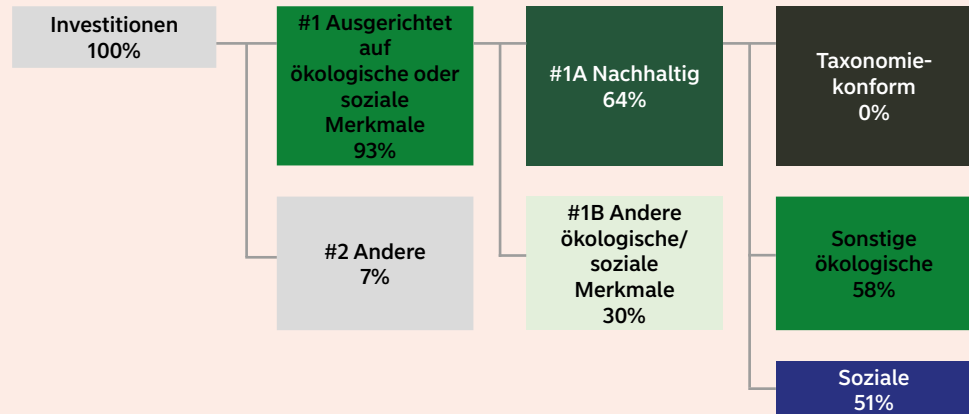 Investitionen
100%
#1 Ausgerichtet
auf
ökologische oder
soziale
Merkmale
93%
#2 Andere
7%
#1A Nachhaltig
64%
#1B Andere
ökologische/
soziale
Merkmale
30%
Taxonomie-
konform
0%
Sonstige
ökologische
58%
Soziale
51%